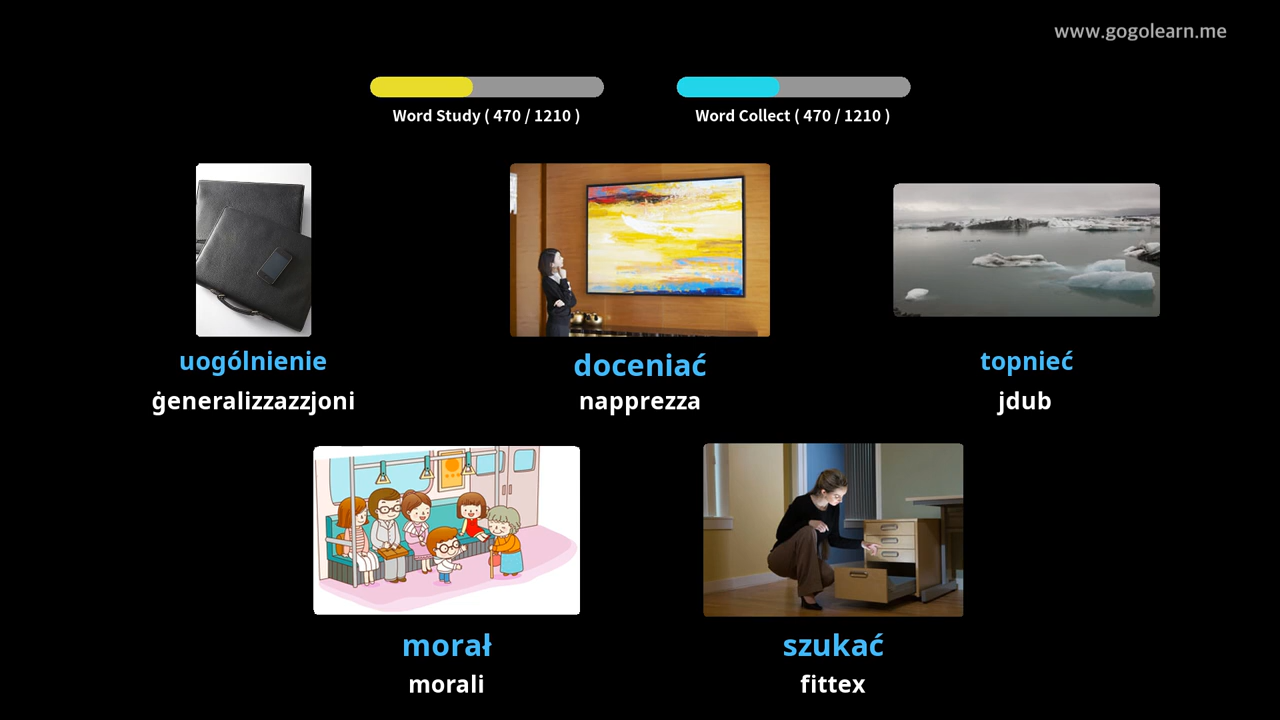 www.gogolearn.me
Word Study ( 470 / 1210 )
Word Collect ( 470 / 1210 )
uogólnienie
ġeneralizzazzjoni
doceniać
napprezza
topnieć
jdub
morał
morali
szukać
fittex